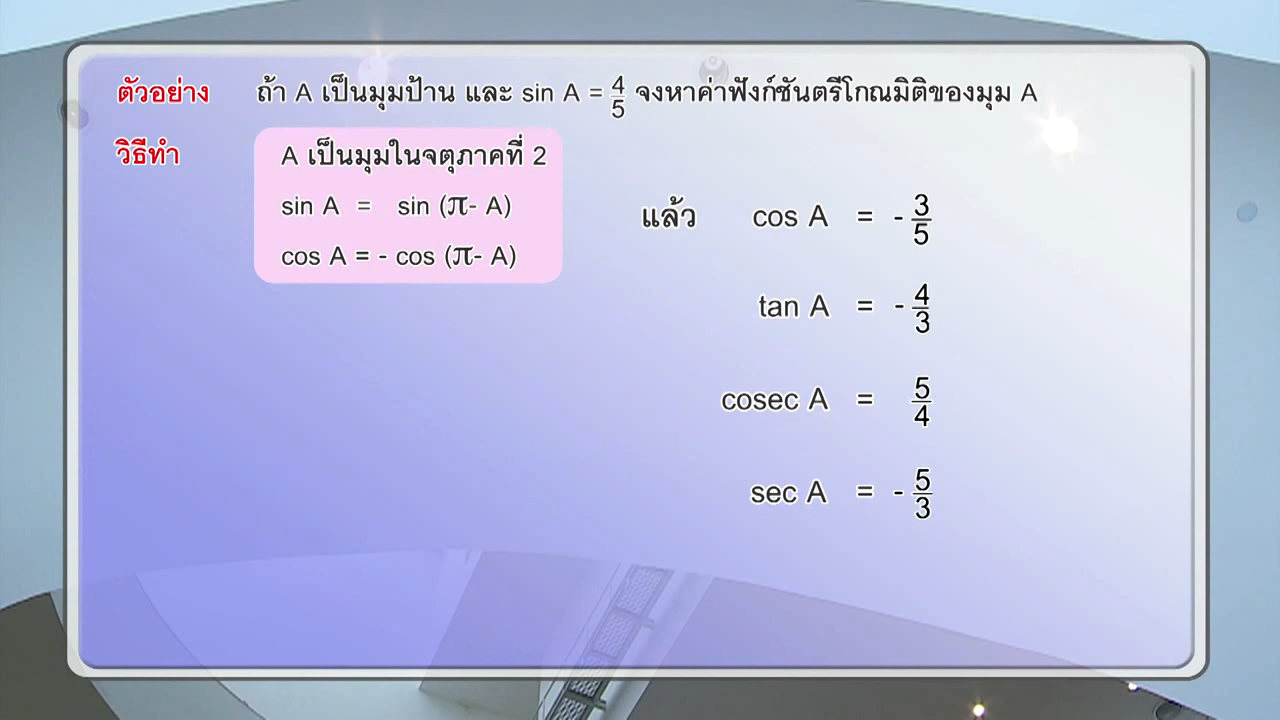 ตัวอย่าง ถ้า A เป็นมุมป้าน และ sin A = 4/5 จงหาค่าฟังก์ชันตรีโกณมิติของมุม A
วิธีทำ A เป็นมุมในจตุภาคที่ 2
sin A = sin (π- A)
cos A = - cos (π- A)
แล้ว cos A = - 3/5
tan A = - 4/3
cosec A = 5/4
sec A = - 5/3